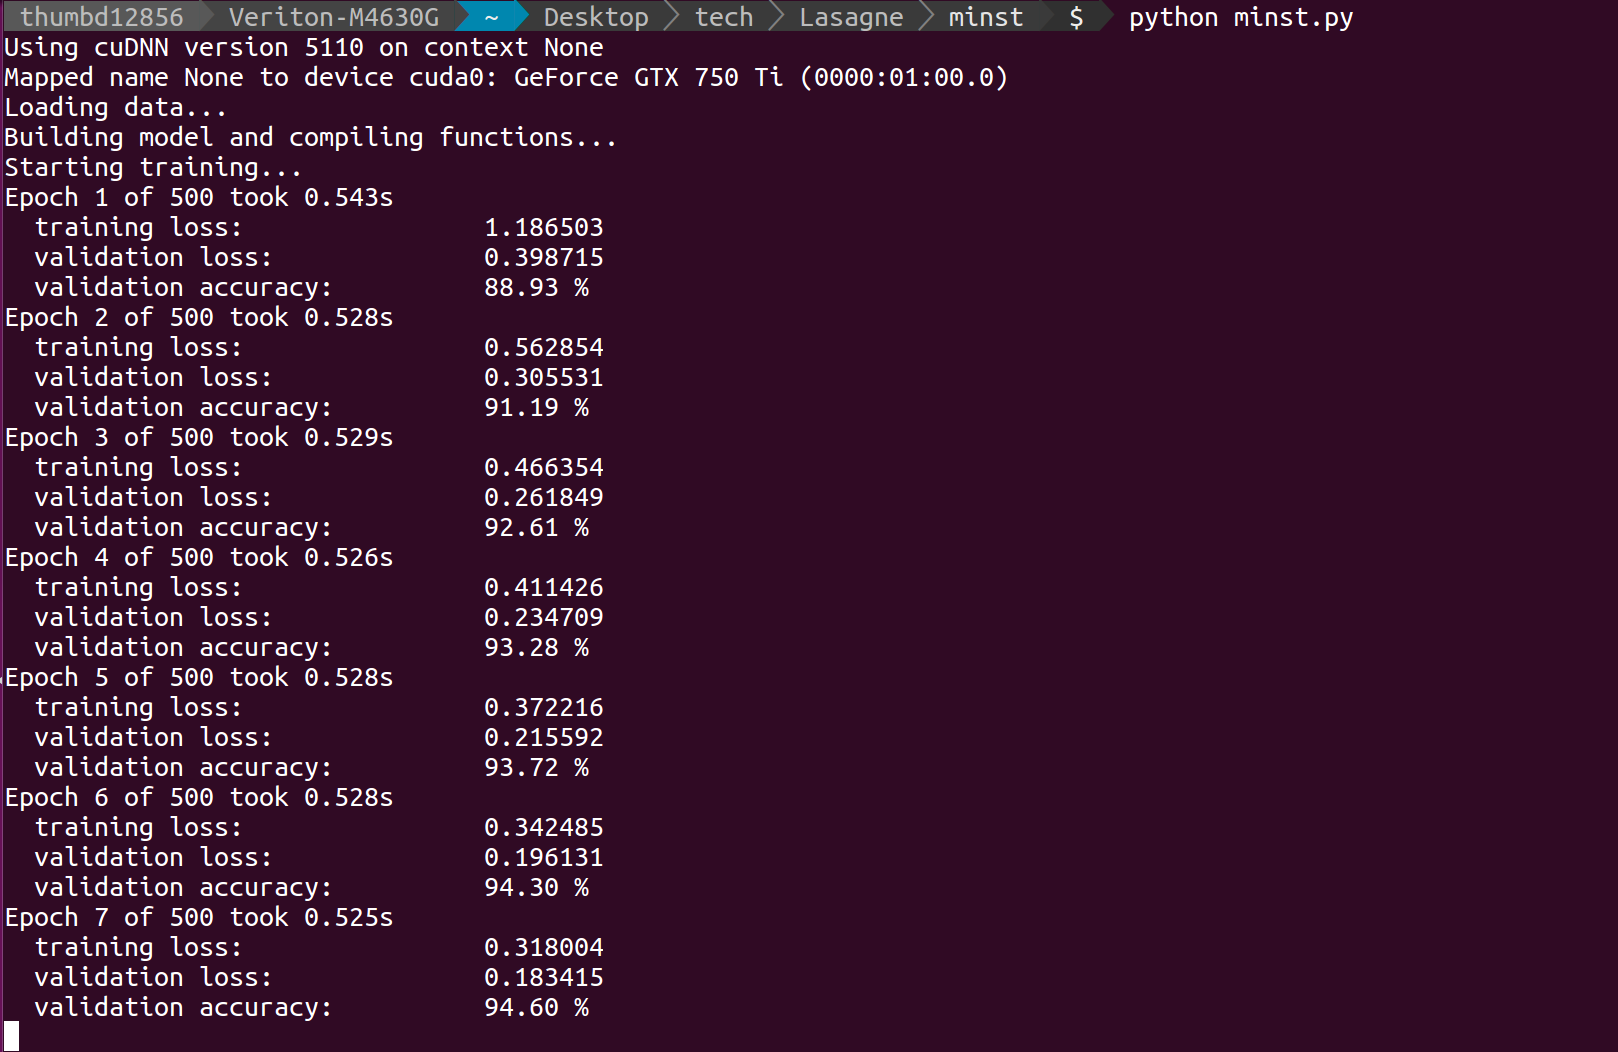 thumbd12856 Veriton-M4630G ~ Desktop tech Lasagne minst $ python minst.py
Using cuDNN version 5110 on context None
Mapped name None to device cuda0: GeForce GTX 750 Ti (0000:01:00.0)
Loading data...
Building model and compiling functions...
Starting training...
Epoch 1 of 500 took 0.543s
  training loss:                1.186503
  validation loss:              0.398715
  validation accuracy:          88.93 %
Epoch 2 of 500 took 0.528s
  training loss:                0.562854
  validation loss:              0.305531
  validation accuracy:          91.19 %
Epoch 3 of 500 took 0.529s
  training loss:                0.466354
  validation loss:              0.261849
  validation accuracy:          92.61 %
Epoch 4 of 500 took 0.526s
  training loss:                0.411426
  validation loss:              0.234709
  validation accuracy:          93.28 %
Epoch 5 of 500 took 0.528s
  training loss:                0.372216
  validation loss:              0.215592
  validation accuracy:          93.72 %
Epoch 6 of 500 took 0.528s
  training loss:                0.342485
  validation loss:              0.196131
  validation accuracy:          94.30 %
Epoch 7 of 500 took 0.525s
  training loss:                0.318004
  validation loss:              0.183415
  validation accuracy:          94.60 %